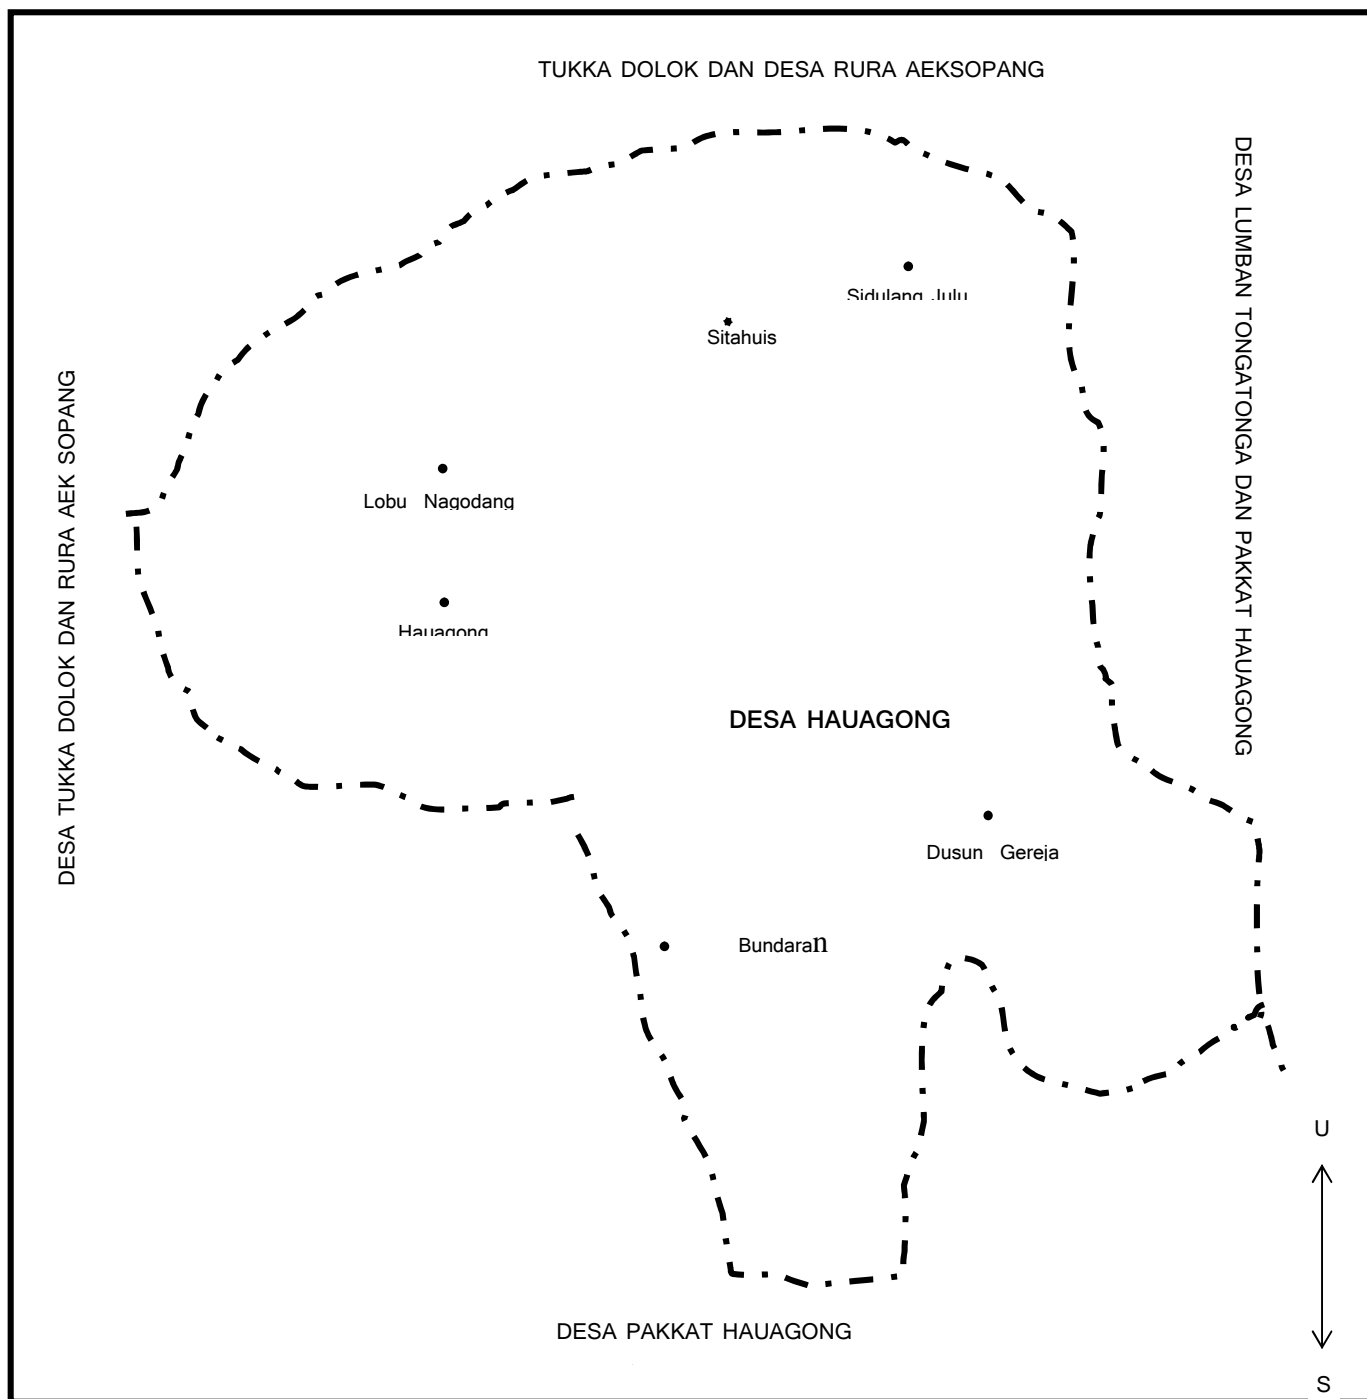 TUKKA DOLOK DAN DESA RURA AEKSOPANG
DESA LUMBAN TONGATONGA DAN PAKKAT HAUAGONG
Sidulang Julu
Sitahuis
DESA TUKKA DOLOK DAN RURA AEK SOPANG
Lobu Nagodang
Hauagong
DESA HAUAGONG
Dusun Gereja
Bundaran
U
DESA PAKKAT HAUAGONG
S